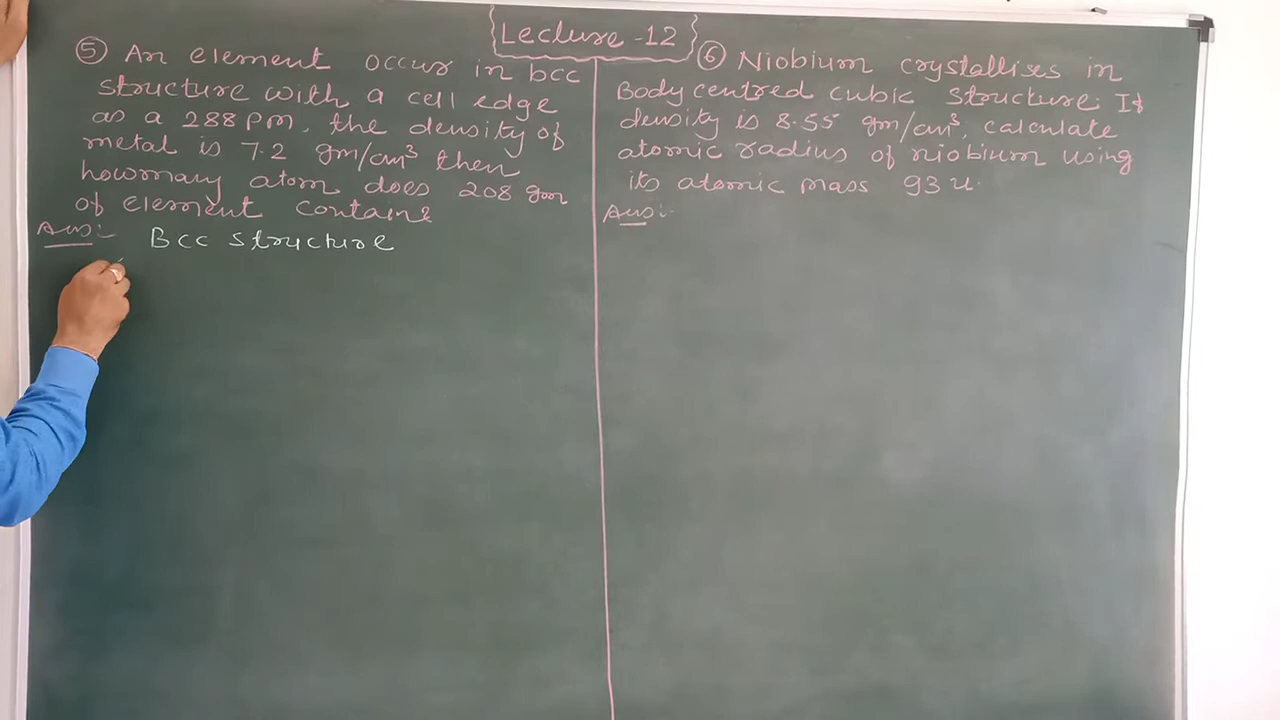 Lecture-12
⑤ An element occur in bcc
structure with a cell edge
as a 288 pm, the density of
metal is 7.2 gm/cm³ then
howmany atom does 208 gm
of element containe
Ans:-
Bcc structure
⑥ Niobium crystallises in
Body centred cubic structure. If
density is 8.55 gm/cm³, calculate
atomic radius of niobium using
its atomic mass 93 u.
Ans:-